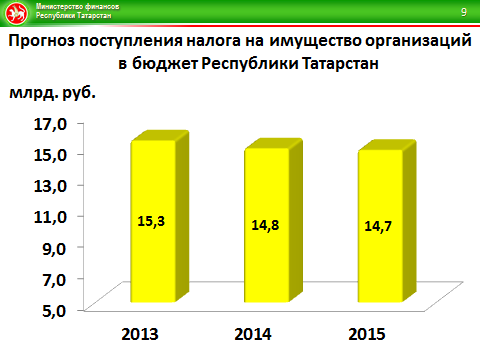 Министерство финансов
Республики Татарстан
9
Прогноз поступления налога на имущество организаций
в бюджет Республики Татарстан
млрд. руб.
17,0
15,0
13,0
11,0
9,0
7,0
5,0
15,3
14,8
14,7
2013
2014
2015